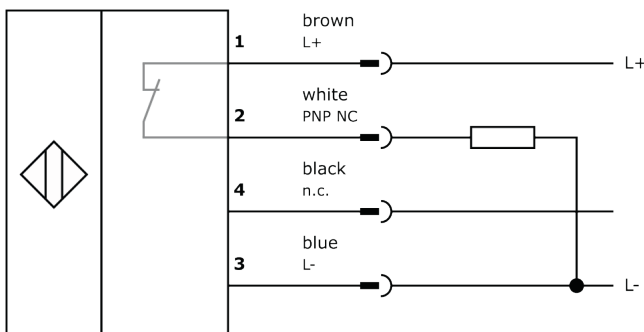 brown
1
L+
L+
white
2
PNP NC
black
4
n.c.
blue
3
L-
L-